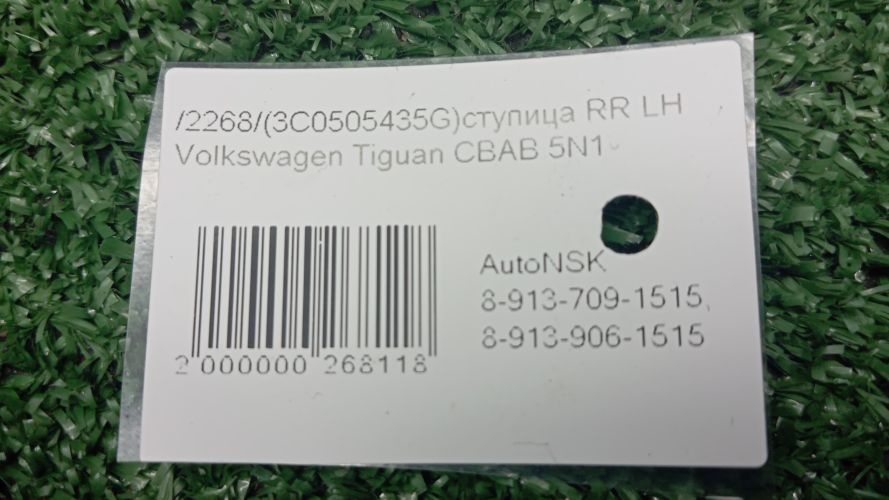 /2268/(3C0505435G)ступица RR LH
Volkswagen Tiguan CBAB 5N1
AutoNSK
8-913-709-1515,
8-913-906-1515
2 000000 268118